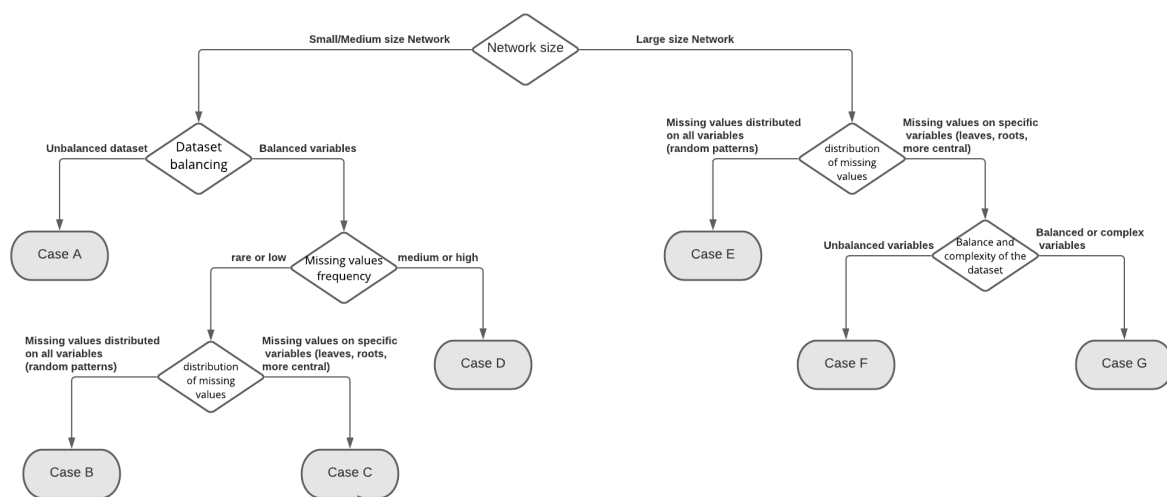 Small/Medium size Network
Network size
Large size Network
Unbalanced dataset
Dataset
balancing
Balanced variables
Missing values distributed
on all variables
(random patterns)
distribution
of missing
values
Missing values on specific
variables (leaves, roots,
more central)
Case A
rare or low
Missing values
frequency
medium or high
Case E
Unbalanced variables
Balance and
complexity of the
dataset
Balanced or complex
variables
Missing values distributed
on all variables
(random patterns)
distribution
of missing
values
Missing values on specific
variables (leaves, roots,
more central)
Case D
Case F
Case G
Case B
Case C